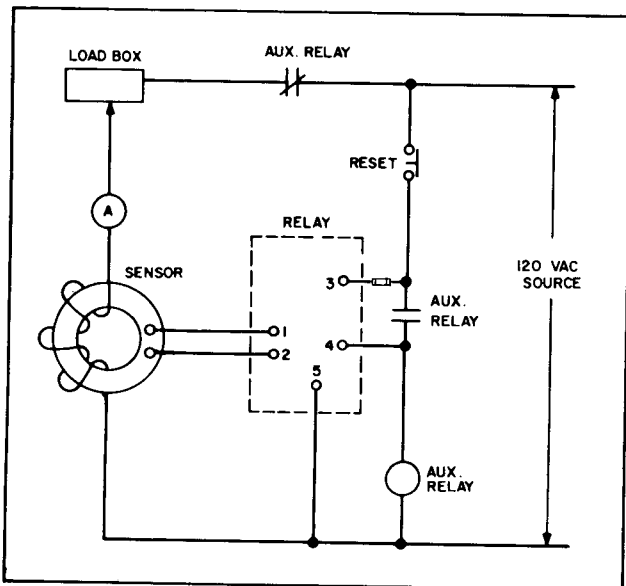 AUX. RELAY
LOAD BOX
RESET
A
RELAY
SENSOR
120 VAC
SOURCE
3
AUX.
RELAY
1
4
2
5
AUX.
RELAY